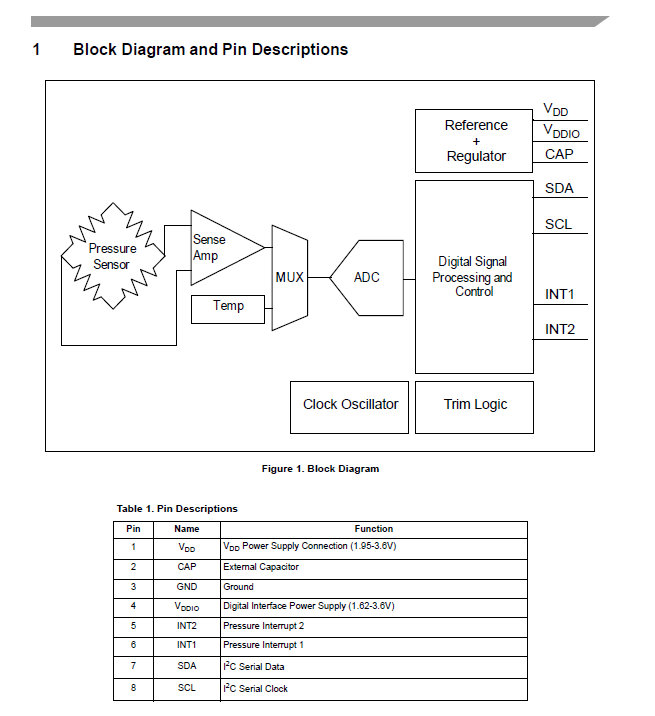 1 Block Diagram and Pin Descriptions
VDD
Reference
+
Regulator
VDDIO
CAP
SDA
SCL
Pressure
Sensor
Sense
Amp
MUX
ADC
Digital Signal
Processing and
Control
Temp
INT1
INT2
Clock Oscillator
Trim Logic
Figure 1. Block Diagram
Table 1. Pin Descriptions
Pin Name Function
1 VDD VDD Power Supply Connection (1.95-3.6V)
2 CAP External Capacitor
3 GND Ground
4 VDDIO Digital Interface Power Supply (1.62-3.6V)
5 INT2 Pressure Interrupt 2
6 INT1 Pressure Interrupt 1
7 SDA I²C Serial Data
8 SCL I²C Serial Clock